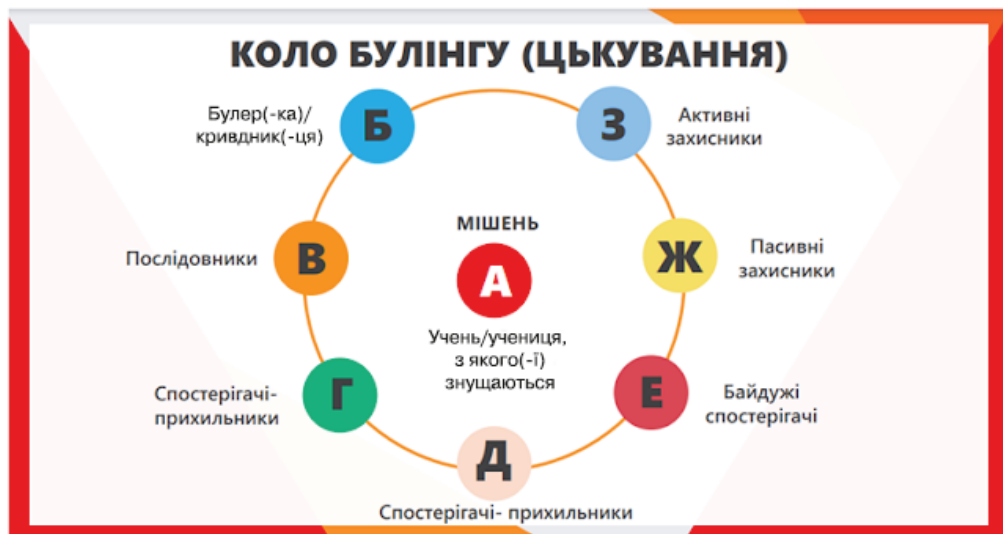 КОЛО БУЛІНГУ (ЦЬКУВАННЯ)
Булер(-ка)/
кривдник(-ця)
Б
З
Активні
захисники
Послідовники
В
МІШЕНЬ
А
Учень/учениця,
з якого(-ї)
знущаються
Ж
Пасивні
захисники
Спостерігачі-
прихильники
Г
Е
Байдужі
спостерігачі
Д
Спостерігачі- прихильники